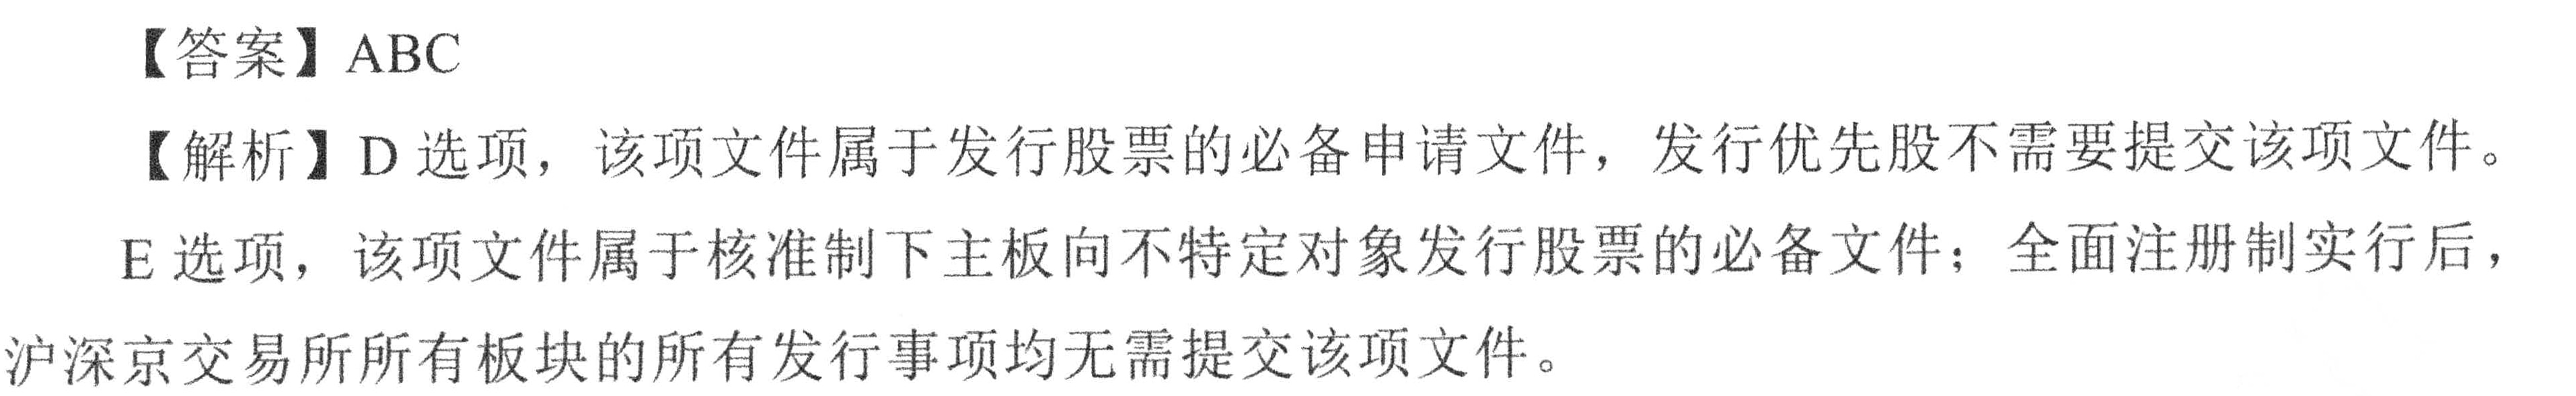 【答案】ABC
【解析】D 选项，该项文件属于发行股票的必备申请文件，发行优先股不需要提交该项文件。
E 选项，该项文件属于核准制下主板向不特定对象发行股票的必备文件；全面注册制实行后，
沪深京交易所所有板块的所有发行事项均无需提交该项文件。